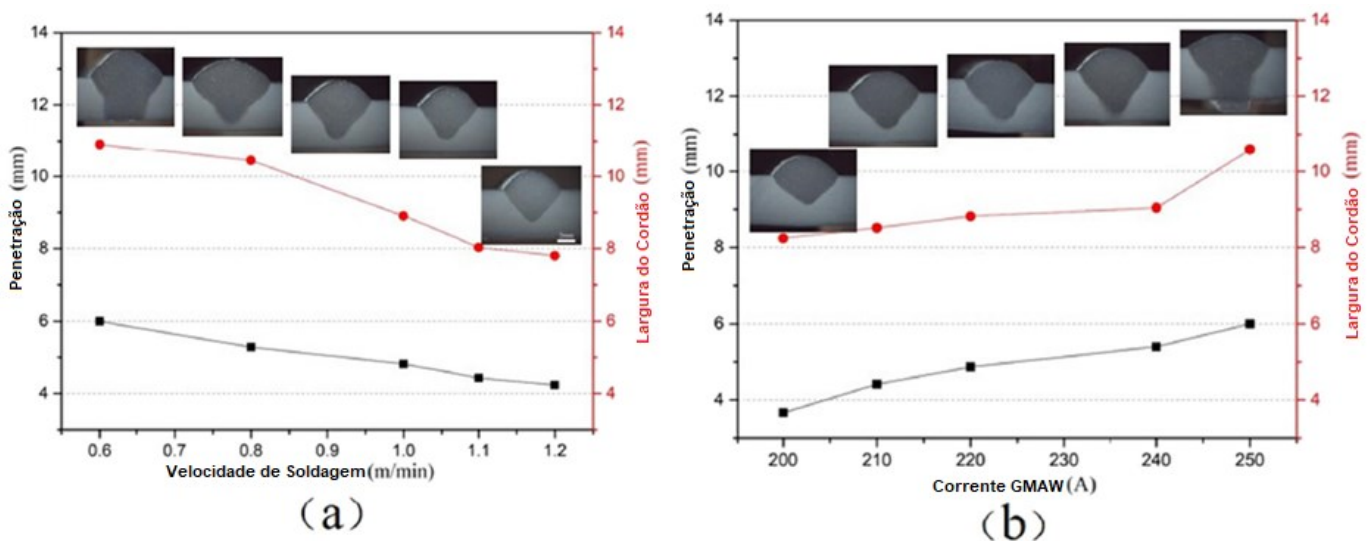 14
12
10
8
6
4
Penetração (mm)
14
12
10
8
6
4
Largura do Cordão (mm)
0.6 0.7 0.8 0.9 1.0 1.1 1.2
Velocidade de Soldagem(m/min)
(a)
14
12
10
8
6
4
Penetração (mm)
14
12
10
8
6
4
Largura do Cordão (mm)
200 210 220 230 240 250
Corrente GMAW(A)
(b)